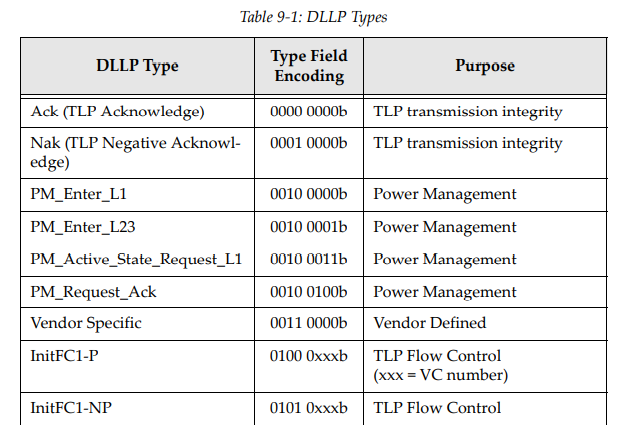 Table 9-1: DLLP Types
DLLP Type
Type Field
Encoding
Purpose
Ack (TLP Acknowledge)
0000 0000b
TLP transmission integrity
Nak (TLP Negative Acknowl-
edge)
0001 0000b
TLP transmission integrity
PM_Enter_L1
0010 0000b
Power Management
PM_Enter_L23
0010 0001b
Power Management
PM_Active_State_Request_L1
0010 0011b
Power Management
PM_Request_Ack
0010 0100b
Power Management
Vendor Specific
0011 0000b
Vendor Defined
InitFC1-P
0100 0xxxb
TLP Flow Control
(xxx = VC number)
InitFC1-NP
0101 0xxxb
TLP Flow Control